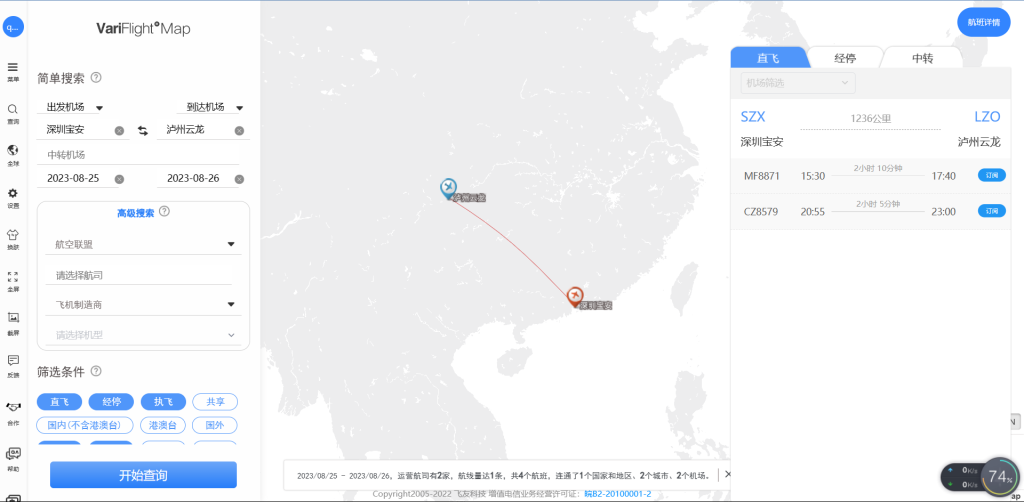 q...
菜单
查询
全球
设置
换肤
全屏
截屏
反馈
合作
帮助
VariFlight Map
简单搜索
出发机场
到达机场
深圳宝安
泸州云龙
中转机场
2023-08-25
2023-08-26
高级搜索
航空联盟
请选择航司
飞机制造商
请选择机型
筛选条件
直飞 经停 执飞 共享
国内(不含港澳台) 港澳台 国外
开始查询
泸州云龙
深圳宝安
2023/08/25 - 2023/08/26, 运营航司有2家, 航线量达1条, 共4个航班, 连通了1个国家和地区、2个城市、2个机场。
Copyright©2005-2022 飞友科技 增值电信业务经营许可证: 皖B2-20100001-2
航班详情
直飞 经停 中转
机场筛选
SZX 1236公里 LZO
深圳宝安 泸州云龙
MF8871 15:30 2小时 10分钟 17:40 订阅
CZ8579 20:55 2小时 5分钟 23:00 订阅
N
0K/s
0K/s
74%
ap